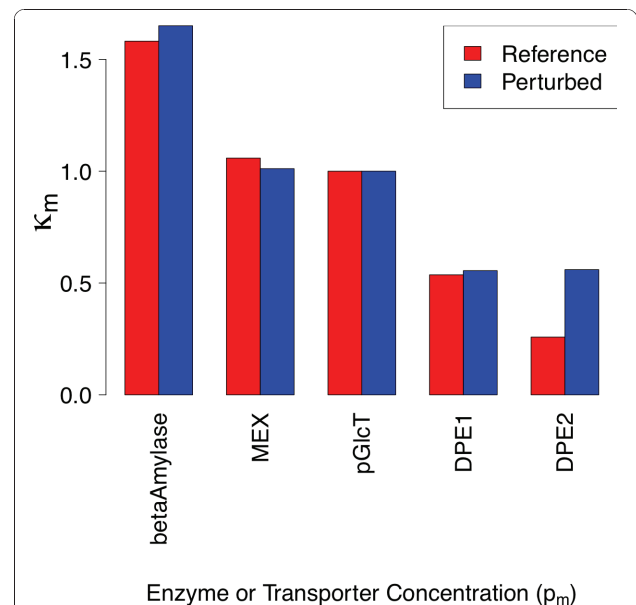 Reference
Perturbed
κm
1.5
1.0
0.5
0.0
betaAmylase
MEX
pGlcT
DPE1
DPE2
Enzyme or Transporter Concentration (pm)